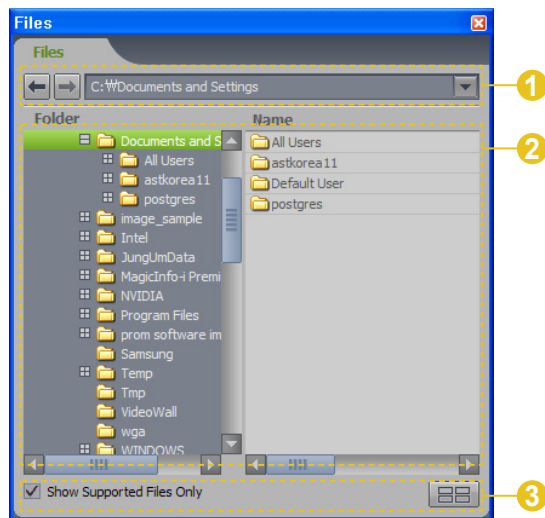 Files
Files
C:₩Documents and Settings
1
Folder
Name
2
Documents and S
All Users
astkorea11
postgres
image_sample
Intel
JungUmData
MagicInfo-i Premi
NVIDIA
Program Files
prom software im
Samsung
Temp
Tmp
VideoWall
wga
WINDOWS
All Users
astkorea11
Default User
postgres
Show Supported Files Only
3